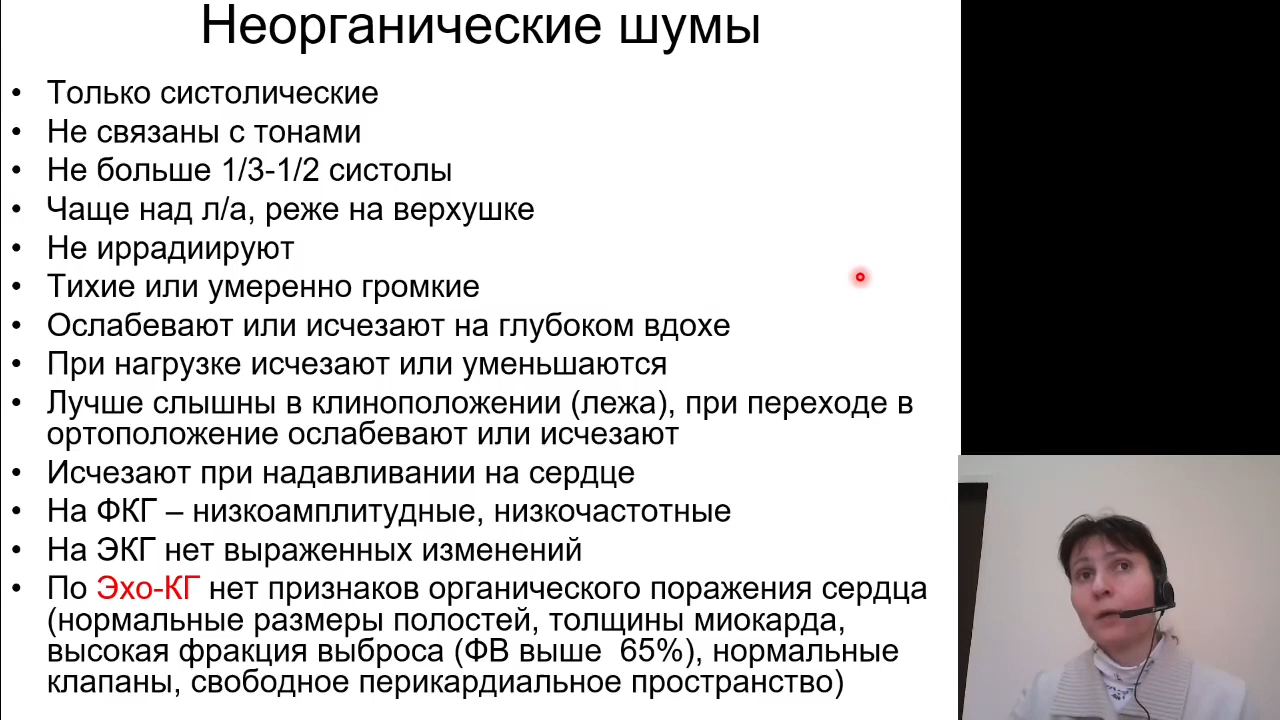 Неорганические шумы
• Только систолические
• Не связаны с тонами
• Не больше 1/3-1/2 систолы
• Чаще над л/а, реже на верхушке
• Не иррадиируют
• Тихие или умеренно громкие
• Ослабевают или исчезают на глубоком вдохе
• При нагрузке исчезают или уменьшаются
• Лучше слышны в клиноположении (лежа), при переходе в
ортоположение ослабевают или исчезают
• Исчезают при надавливании на сердце
• На ФКГ – низкоамплитудные, низкочастотные
• На ЭКГ нет выраженных изменений
• По Эхо-КГ нет признаков органического поражения сердца
(нормальные размеры полостей, толщины миокарда,
высокая фракция выброса (ФВ выше  65%), нормальные
клапаны, свободное перикардиальное пространство)